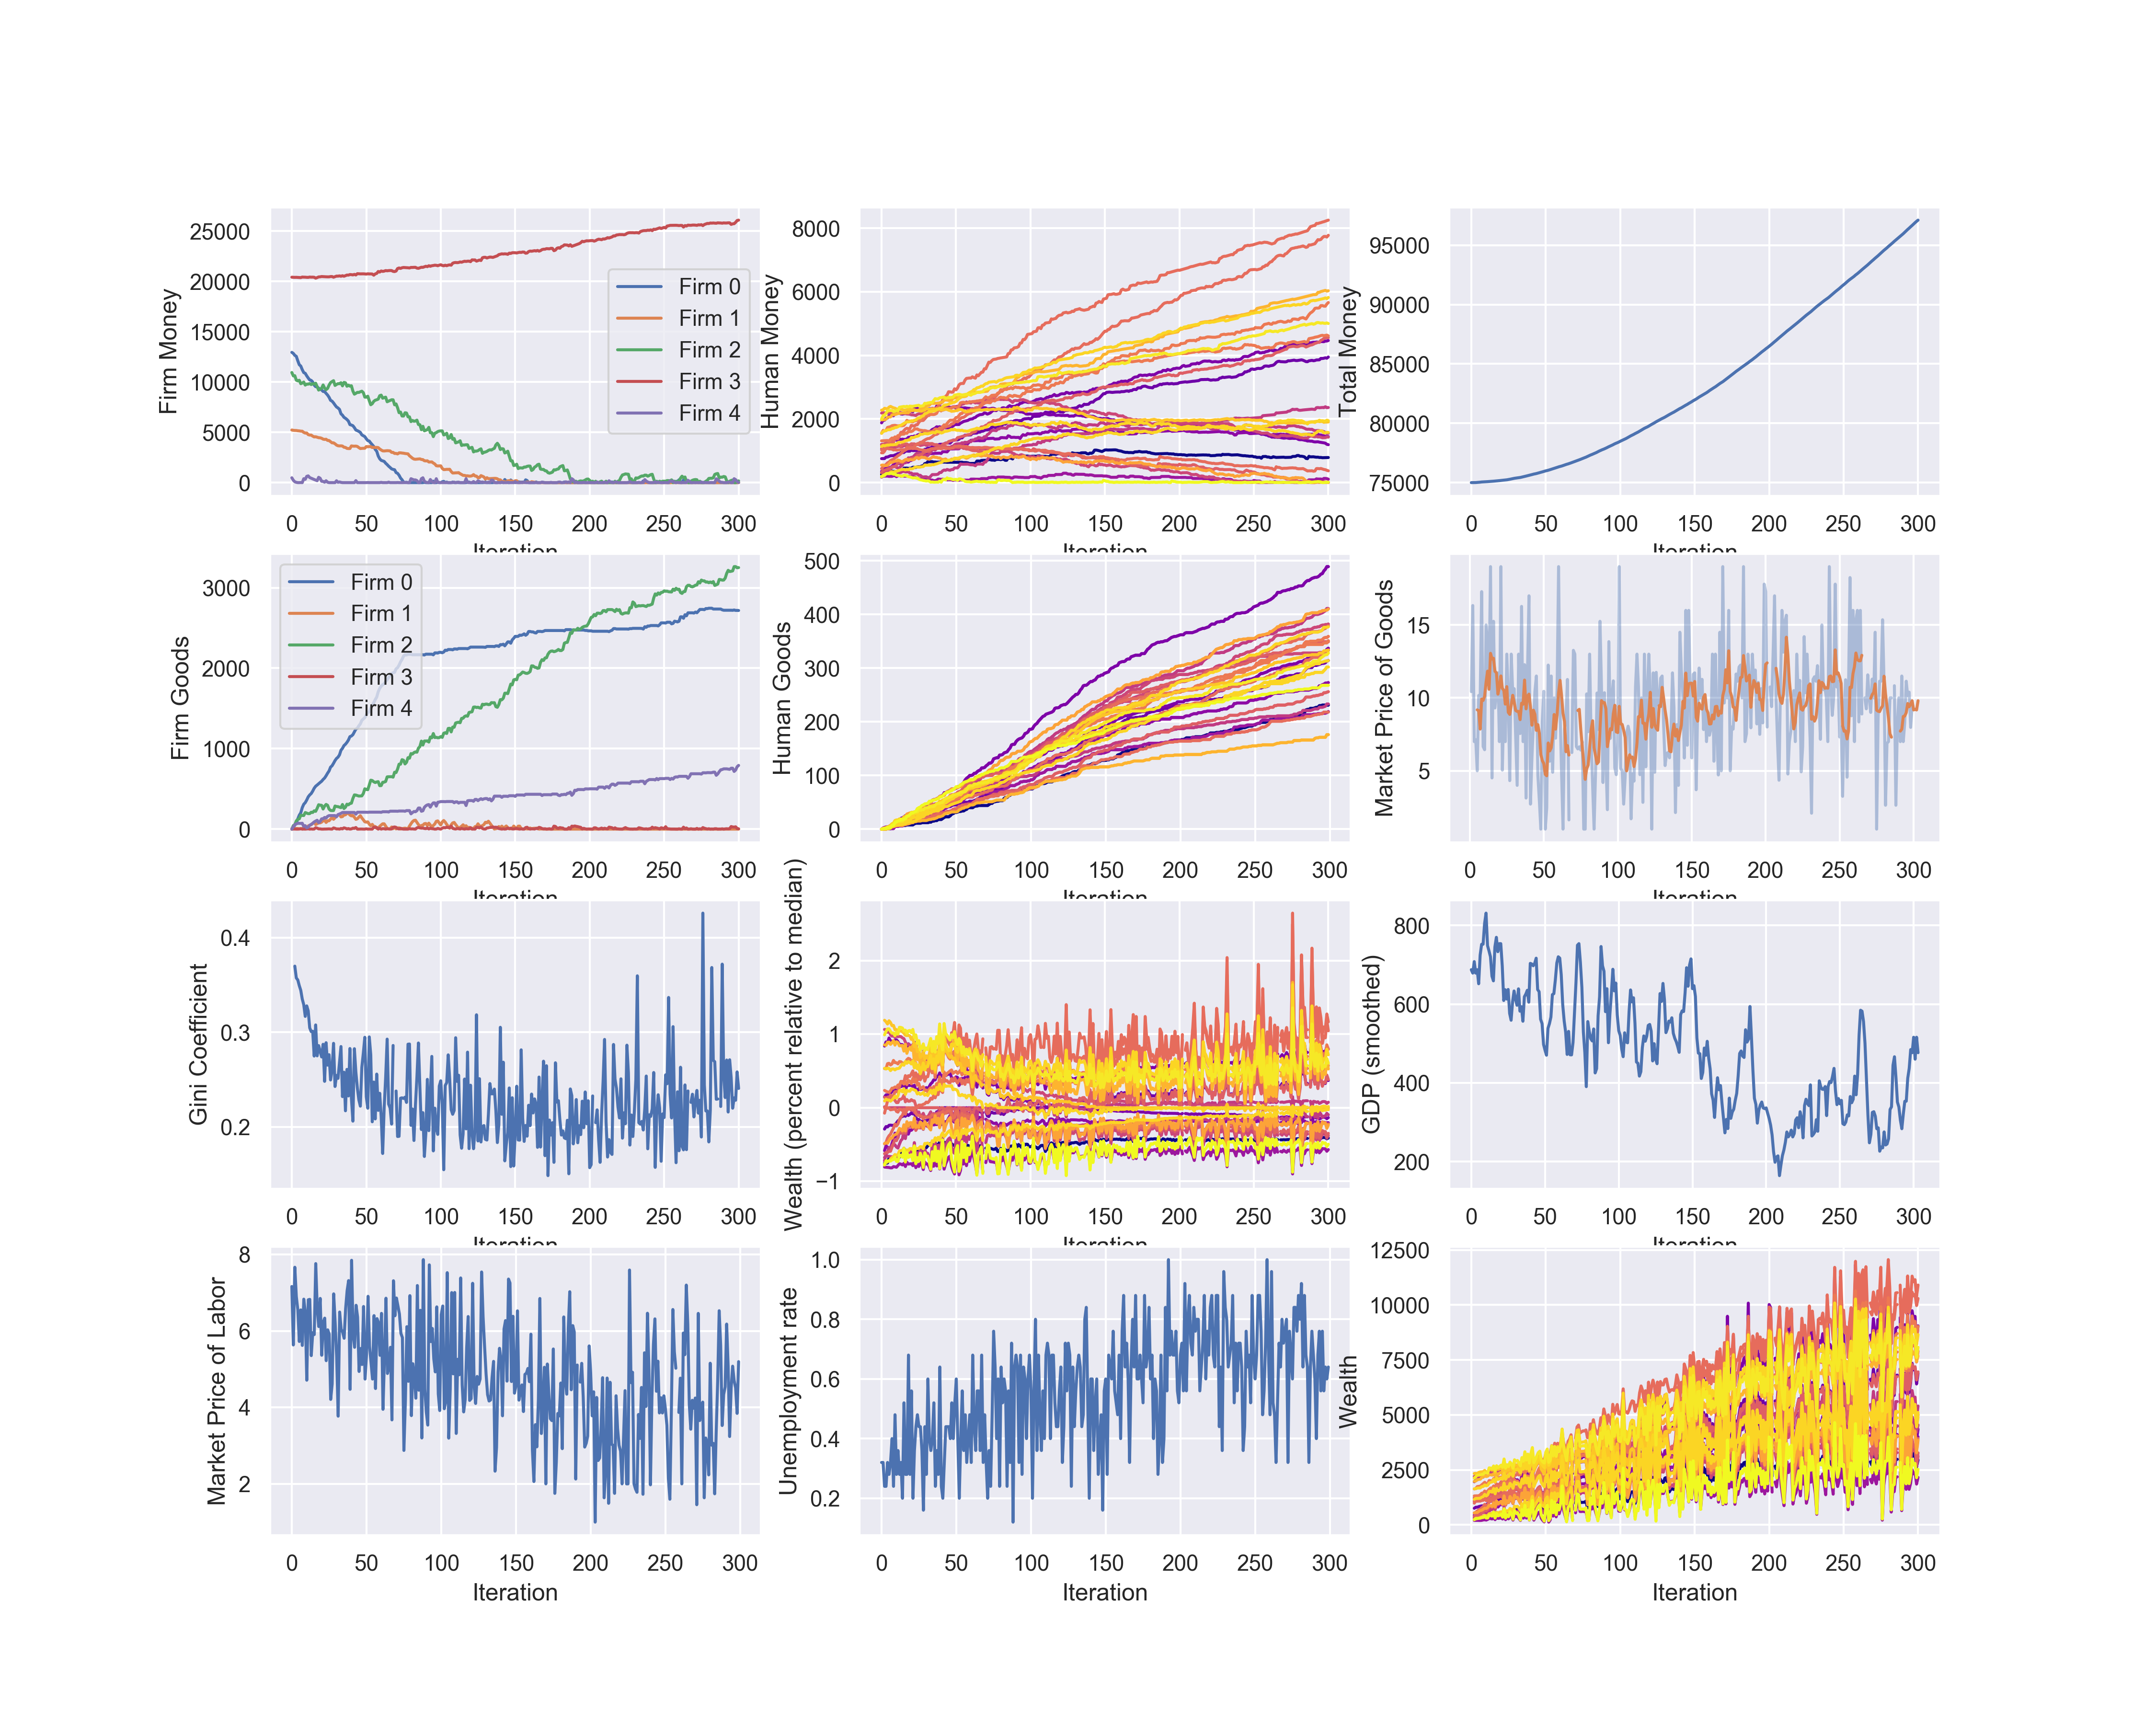 Firm Money
25000
20000
15000
10000
5000
0
Firm 0
Firm 1
Firm 2
Firm 3
Firm 4
0 50 100 150 200 250 300
Iteration
Human Money
8000
6000
4000
2000
0
0 50 100 150 200 250 300
Iteration
Total Money
95000
90000
85000
80000
75000
0 50 100 150 200 250 300
Iteration
Firm Goods
3000
2000
1000
0
Firm 0
Firm 1
Firm 2
Firm 3
Firm 4
0 50 100 150 200 250 300
Iteration
Human Goods
500
400
300
200
100
0
0 50 100 150 200 250 300
Iteration
Market Price of Goods
15
10
5
0 50 100 150 200 250 300
Iteration
Gini Coefficient
0.4
0.3
0.2
0 50 100 150 200 250 300
Iteration
Wealth (percent relative to median)
2
1
0
−1
0 50 100 150 200 250 300
Iteration
GDP (smoothed)
800
600
400
200
0 50 100 150 200 250 300
Iteration
Market Price of Labor
8
6
4
2
0 50 100 150 200 250 300
Iteration
Unemployment rate
1.0
0.8
0.6
0.4
0.2
0 50 100 150 200 250 300
Iteration
Wealth
12500
10000
7500
5000
2500
0
0 50 100 150 200 250 300
Iteration